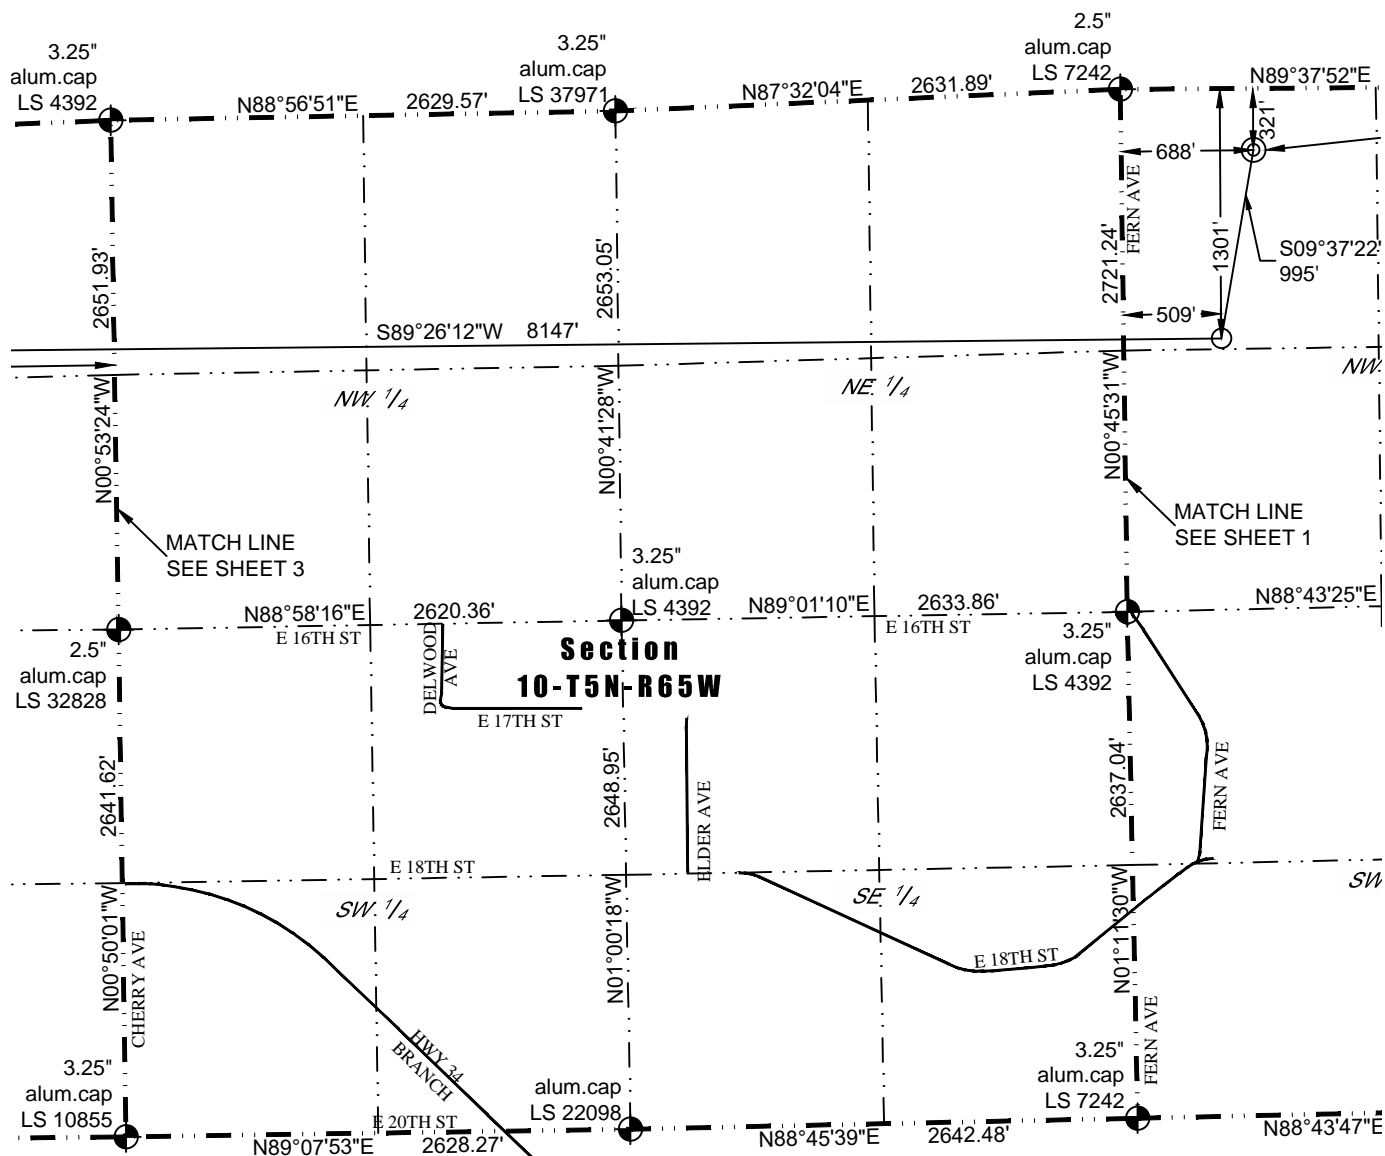 3.25"
alum.cap
LS 4392
3.25"
alum.cap
LS 37971
2.5"
alum.cap
LS 7242
N88°56'51"E
2629.57'
N87°32'04"E
2631.89'
N89°37'52"E
321'
688'
FERN AVE
1301'
S09°37'22"
995'
2651.93'
2653.05'
2721.24'
509'
S89°26'12"W 8147'
NW 1/4
NE 1/4
NW
N00°53'24"W
N00°41'28"W
N00°45'31"W
MATCH LINE
SEE SHEET 3
MATCH LINE
SEE SHEET 1
3.25"
alum.cap
LS 4392
N88°58'16"E
2620.36'
N89°01'10"E
2633.86'
N88°43'25"E
E 16TH ST
E 16TH ST
2.5"
alum.cap
LS 32828
DELWOOD
AVE
Section
10-T5N-R65W
3.25"
alum.cap
LS 4392
E 17TH ST
2641.62'
2648.95'
2637.04'
ELDER AVE
FERN AVE
E 18TH ST
SW 1/4
SE 1/4
SW
N00°50'01"W
CHERRY AVE
N01°00'18"W
E 18TH ST
N01°11'30"W
FERN AVE
HWY 34
BRANCH
3.25"
alum.cap
LS 10855
alum.cap
LS 22098
3.25"
alum.cap
LS 7242
E 20TH ST
N89°07'53"E
2628.27'
N88°45'39"E
2642.48'
N88°43'47"E